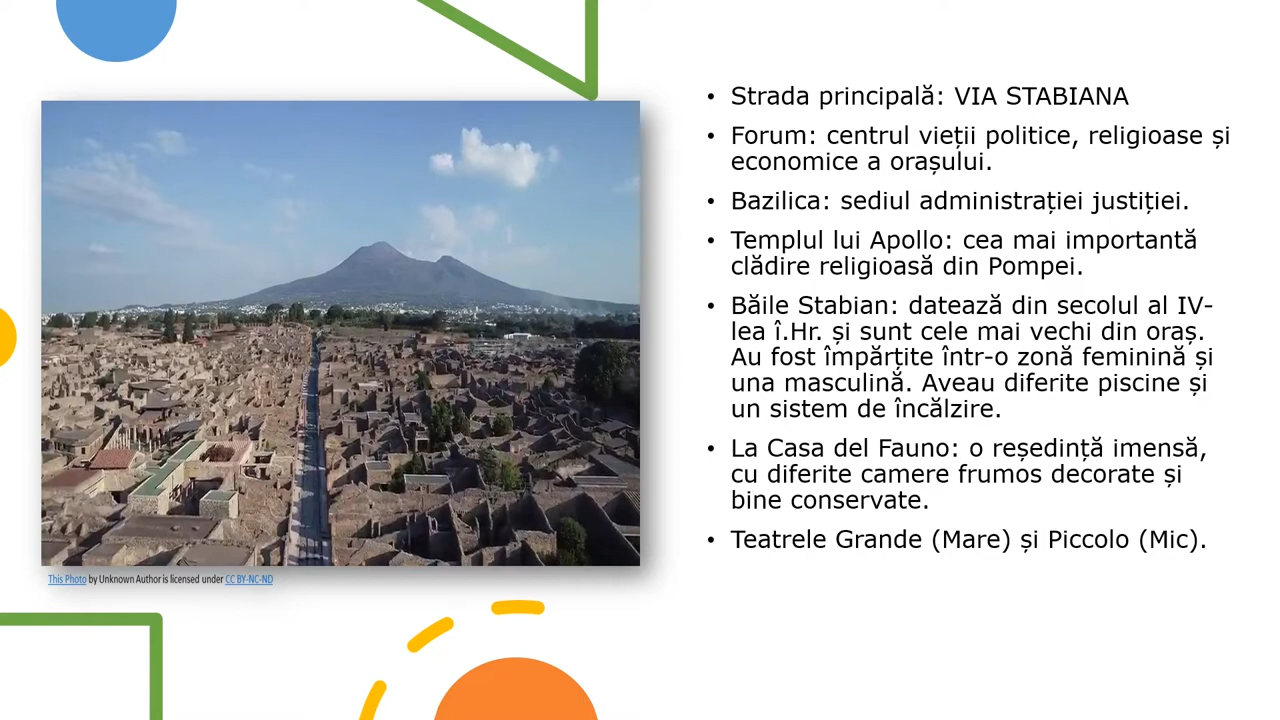 • Strada principală: VIA STABIANA
• Forum: centrul vieții politice, religioase și
economice a orașului.
• Bazilica: sediul administrației justiției.
• Templul lui Apollo: cea mai importantă
clădire religioasă din Pompei.
• Băile Stabian: datează din secolul al IV-
lea î.Hr. și sunt cele mai vechi din oraș.
Au fost împărțite într-o zonă feminină și
una masculină. Aveau diferite piscine și
un sistem de încălzire.
• La Casa del Fauno: o reședință imensă,
cu diferite camere frumos decorate și
bine conservate.
• Teatrele Grande (Mare) și Piccolo (Mic).
This Photo by Unknown Author is licensed under CC BY-NC-ND